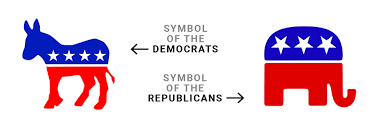 SYMBOL
OF THE
DEMOCRATS
SYMBOL
OF THE
REPUBLICANS